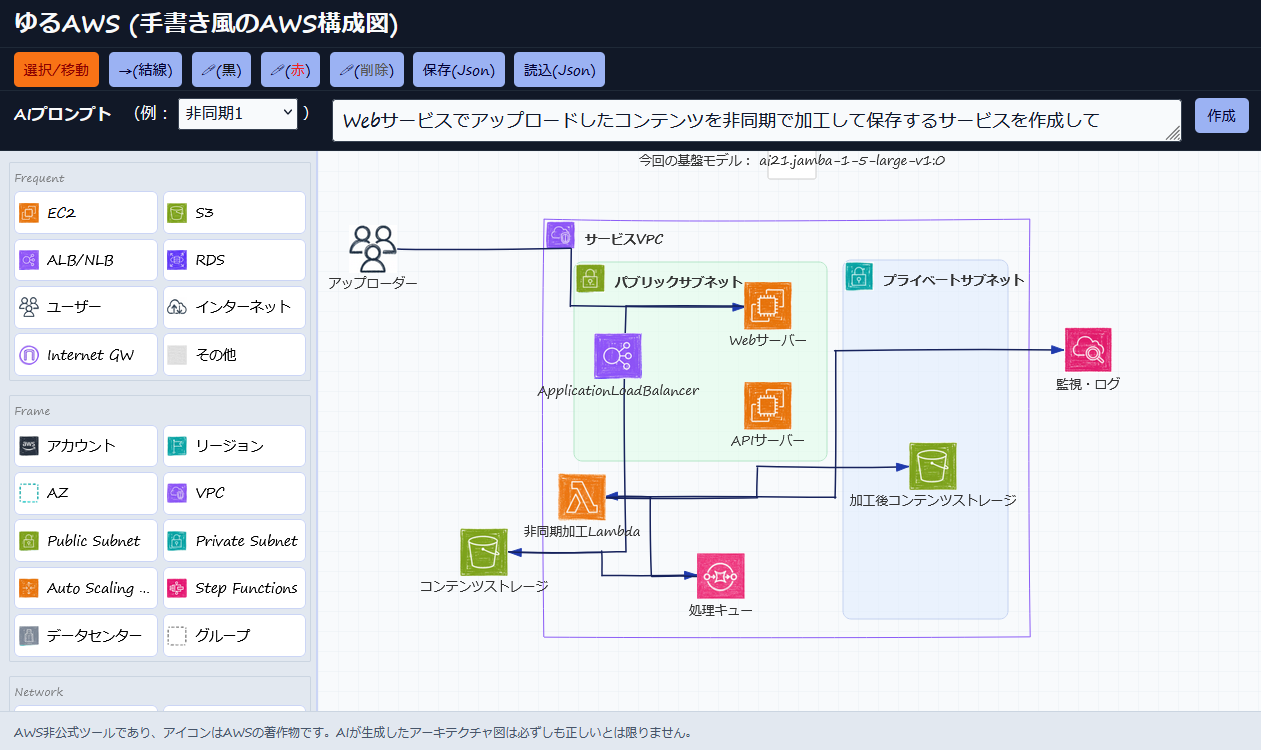 ゆるAWS (手書き風のAWS構成図)
選択/移動
→(結線)
(黒)
(赤)
(削除)
保存(Json)
読込(Json)
AIプロンプト (例： 非同期1 )
Webサービスでアップロードしたコンテンツを非同期で加工して保存するサービスを作成して
作成
Frequent
EC2
S3
ALB/NLB
RDS
ユーザー
インターネット
Internet GW
その他
Frame
アカウント
リージョン
AZ
VPC
Public Subnet
Private Subnet
Auto Scaling ...
Step Functions
データセンター
グループ
Network
今回の基盤モデル： ai21.jamba-1-5-large-v1:0
アップローダー
サービスVPC
パブリックサブネット
プライベートサブネット
Webサーバー
ApplicationLoadBalancer
APIサーバー
監視・ログ
加工後コンテンツストレージ
非同期加工Lambda
コンテンツストレージ
処理キュー
AWS非公式ツールであり、アイコンはAWSの著作物です。AIが生成したアーキテクチャ図は必ずしも正しいとは限りません。